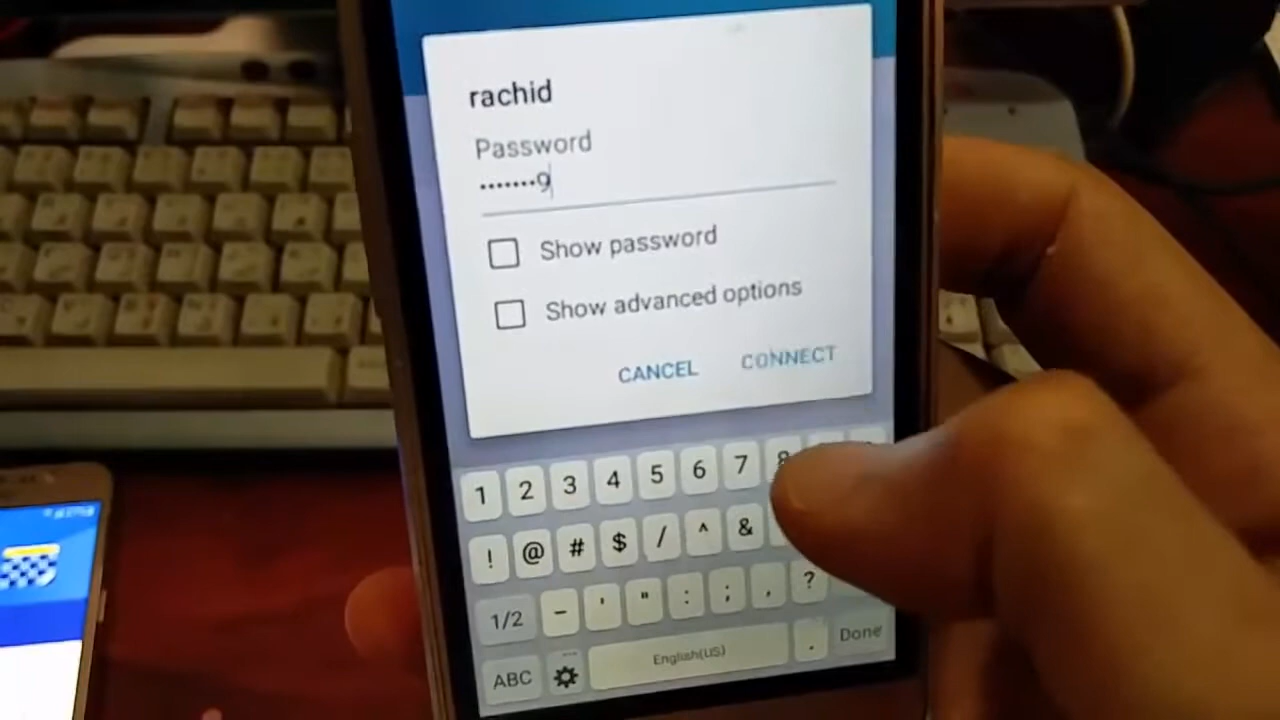 rachid
Password
•••••••9
Show password
Show advanced options
CANCEL CONNECT
1 2 3 4 5 6 7 8
! @ # $ / ^ &
1/2 - ' " : ; , ?
ABC English(US) . Done